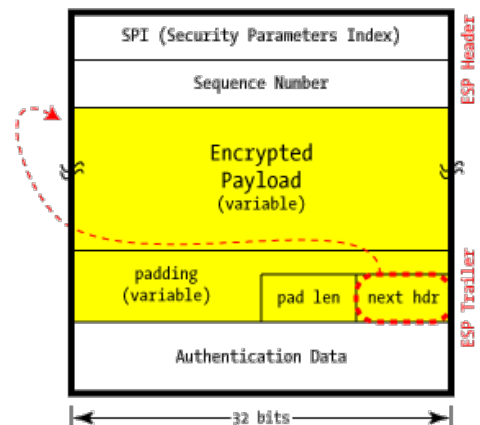 SPI (Security Parameters Index)
ESP Header
Sequence Number
Encrypted
Payload
(variable)
padding
(variable)
pad len
next hdr
ESP Trailer
Authentication Data
32 bits